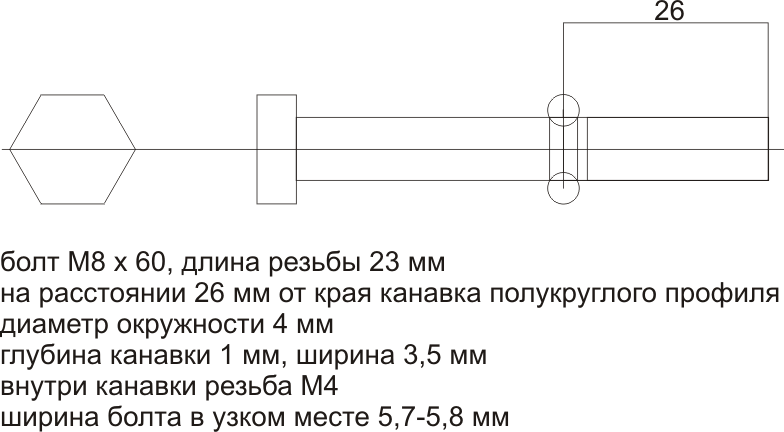 26
болт М8 х 60, длина резьбы 23 мм
на расстоянии 26 мм от края канавка полукруглого профиля
диаметр окружности 4 мм
глубина канавки 1 мм, ширина 3,5 мм
внутри канавки резьба М4
ширина болта в узком месте 5,7-5,8 мм